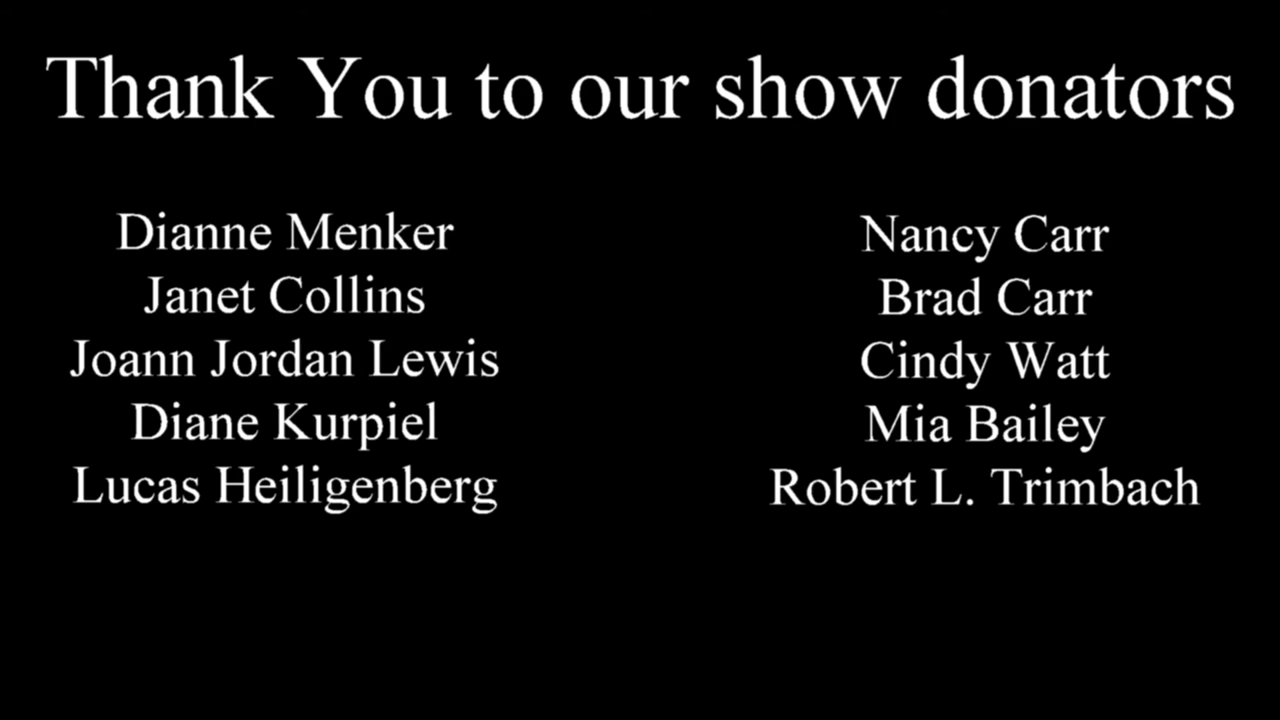 Thank You to our show donators
Dianne Menker
Janet Collins
Joann Jordan Lewis
Diane Kurpiel
Lucas Heiligenberg
Nancy Carr
Brad Carr
Cindy Watt
Mia Bailey
Robert L. Trimbach